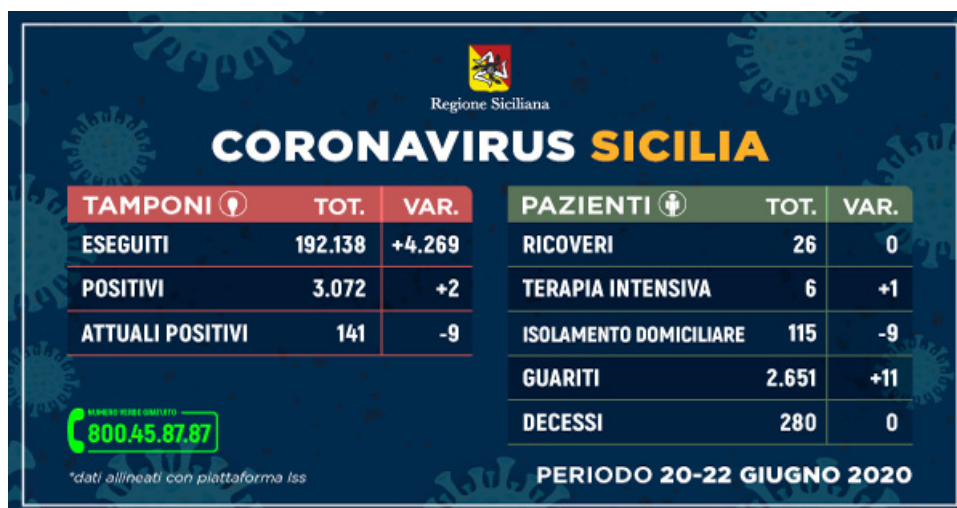 Regione Siciliana
CORONAVIRUS SICILIA
TAMPONI TOT. VAR.
ESEGUITI 192.138 +4.269
POSITIVI 3.072 +2
ATTUALI POSITIVI 141 -9
PAZIENTI TOT. VAR.
RICOVERI 26 0
TERAPIA INTENSIVA 6 +1
ISOLAMENTO DOMICILIARE 115 -9
GUARITI 2.651 +11
DECESSI 280 0
NUMERO VERDE GRATUITO
800.45.87.87
*dati allineati con piattaforma Iss
PERIODO 20-22 GIUGNO 2020